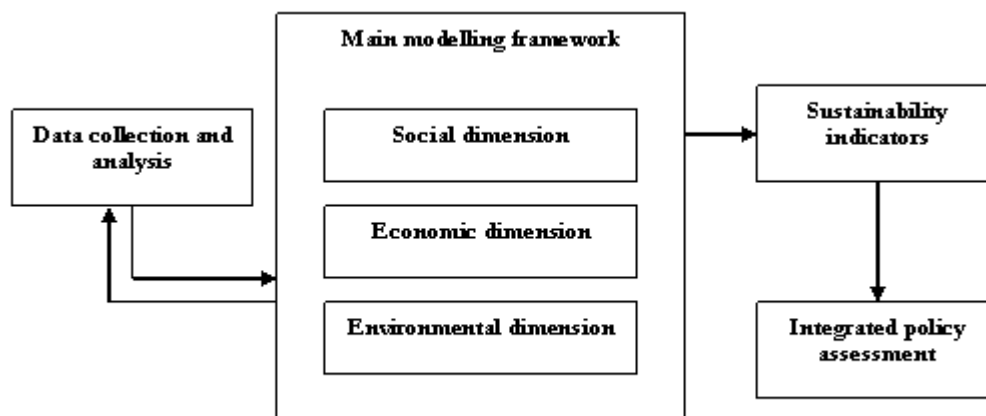 Main modelling framework
Data collection and
analysis
Social dimension
Economic dimension
Environmental dimension
Sustainability
indicators
Integrated policy
assessment